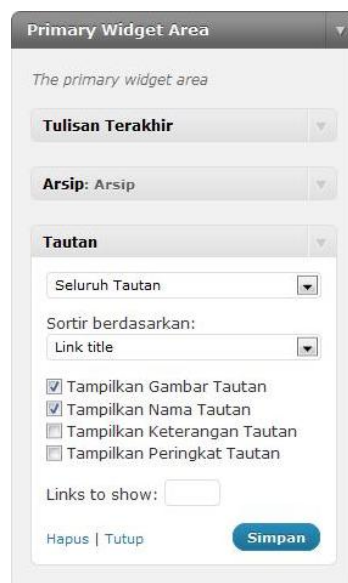 Primary Widget Area
The primary widget area
Tulisan Terakhir
Arsip: Arsip
Tautan
Seluruh Tautan
Sortir berdasarkan:
Link title
Tampilkan Gambar Tautan
Tampilkan Nama Tautan
Tampilkan Keterangan Tautan
Tampilkan Peringkat Tautan
Links to show:
Hapus | Tutup Simpan